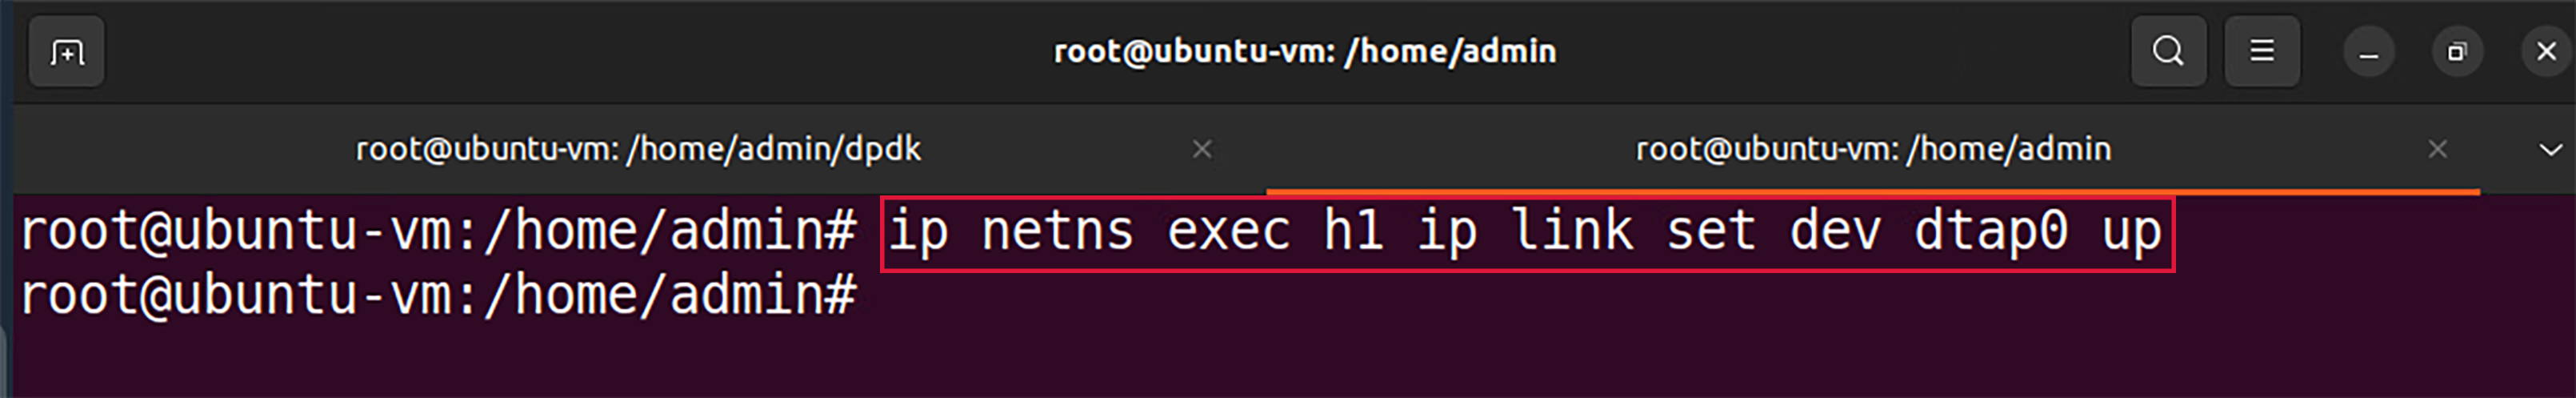 root@ubuntu-vm: /home/admin
root@ubuntu-vm: /home/admin/dpdk
root@ubuntu-vm: /home/admin
root@ubuntu-vm:/home/admin# ip netns exec h1 ip link set dev dtap0 up
root@ubuntu-vm:/home/admin#